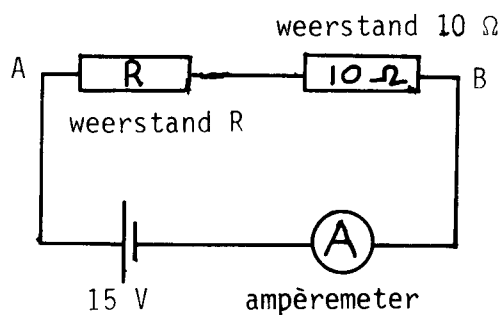 weerstand 10 Ω
A
R
10 Ω
B
weerstand R
A
15 V
ampèremeter